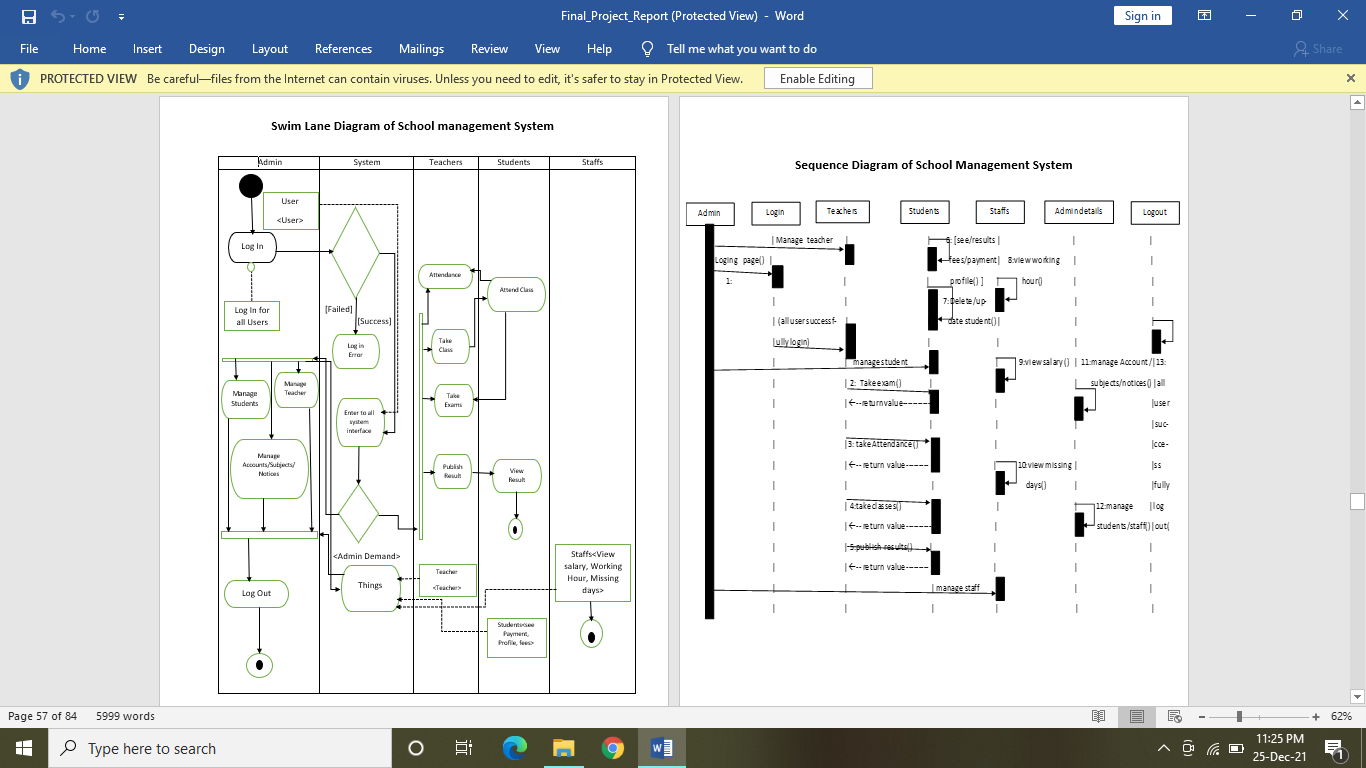 Final_Project_Report (Protected View) - Word
Sign in
File Home Insert Design Layout References Mailings Review View Help Tell me what you want to do Share
PROTECTED VIEW Be careful—files from the Internet can contain viruses. Unless you need to edit, it's safer to stay in Protected View. Enable Editing
Swim Lane Diagram of School management System
Admin System Teachers Students Staffs
User
<User>
Log In
Log In for
all Users
[Failed]
[Success]
Log in
Error
Attendance
Attend Class
Take
Class
Manage
Students
Manage
Teacher
Take
Exams
Enter to all
system
interface
Manage
Accounts/Subjects/
Notices
Publish
Result
View
Result
<Admin Demand>
Things
Teacher
<Teacher>
Staffs<View
salary, Working
Hour, Missing
days>
Log Out
Students<see
Payment,
Profile, fees>
Sequence Diagram of School Management System
Admin Login Teachers Students Staffs Admin details Logout
Manage teacher
6: [see/results
Loging page()
fees/payment
8:view working
1:
profile() ]
hour()
7:Delete/up-
(all user successf-
date student()
ully login)
manage student
9:view salary ()
11:manage Account /
13:
2: Take exam()
subjects/notices()
all
<--return value------
user
suc-
3: take Attendance()
cce-
<-- return value------
10:view missing
ss
days()
fully
4:take classes()
12:manage
log
<-- return value------
students/staff()
out(
5:publish results()
<-- return value------
manage staff
Page 57 of 84 5999 words 62%
Type here to search
11:25 PM
25-Dec-21
1